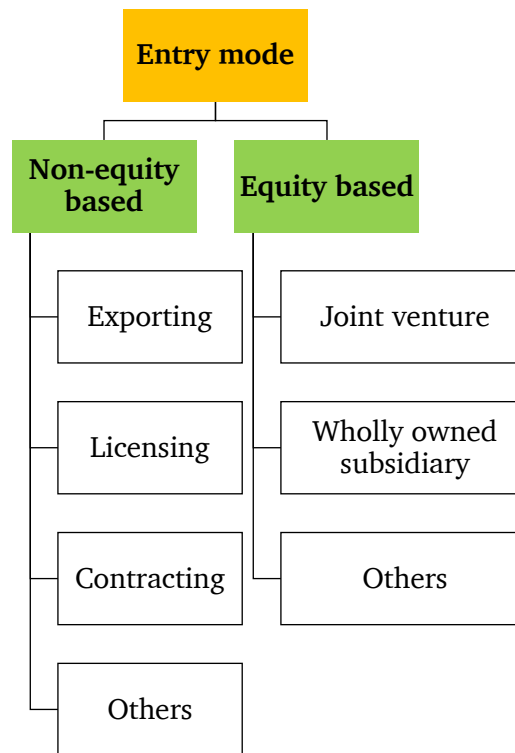 Entry mode
Non-equity
based
Equity based
Exporting
Licensing
Contracting
Others
Joint venture
Wholly owned
subsidiary
Others